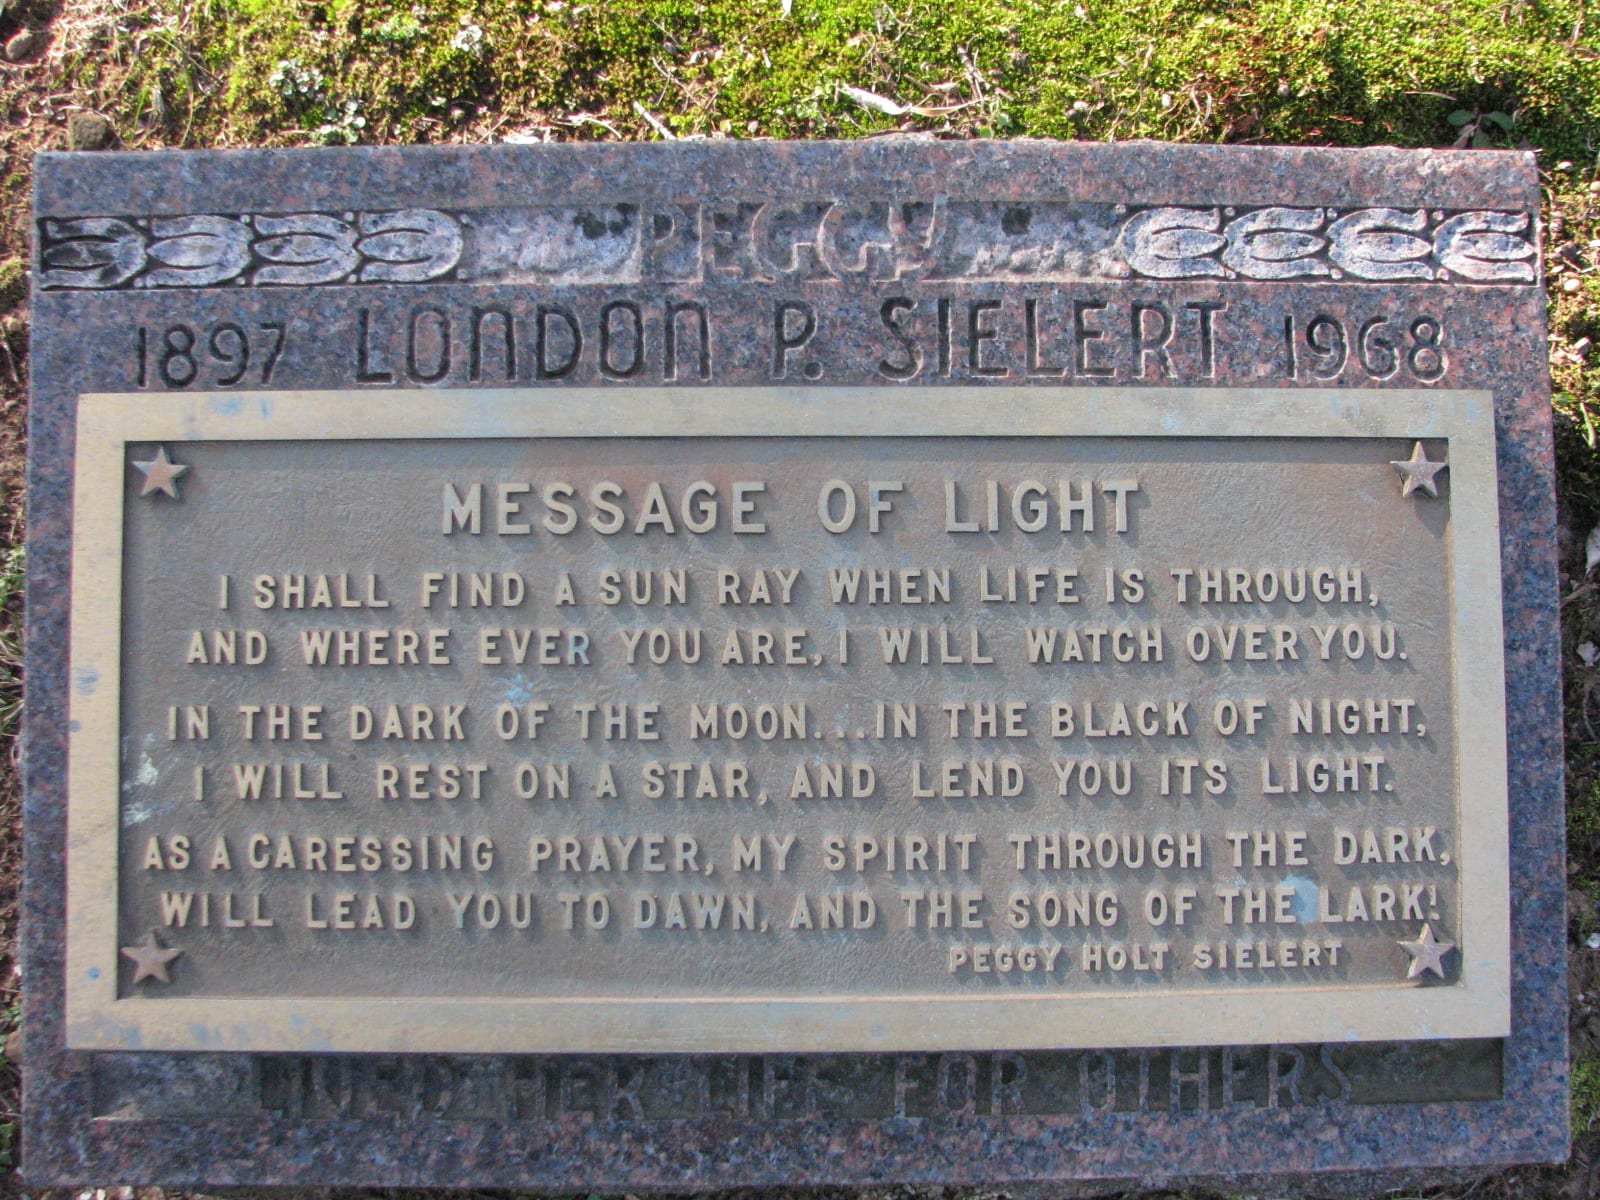 PEGGY
1897 LONDON P. SIELERT 1968
MESSAGE OF LIGHT
I SHALL FIND A SUN RAY WHEN LIFE IS THROUGH,
AND WHERE EVER YOU ARE, I WILL WATCH OVER YOU.
IN THE DARK OF THE MOON...IN THE BLACK OF NIGHT,
I WILL REST ON A STAR, AND LEND YOU ITS LIGHT.
AS A CARESSING PRAYER, MY SPIRIT THROUGH THE DARK,
WILL LEAD YOU TO DAWN, AND THE SONG OF THE LARK!
PEGGY HOLT SIELERT
LIVED HER LIFE FOR OTHERS